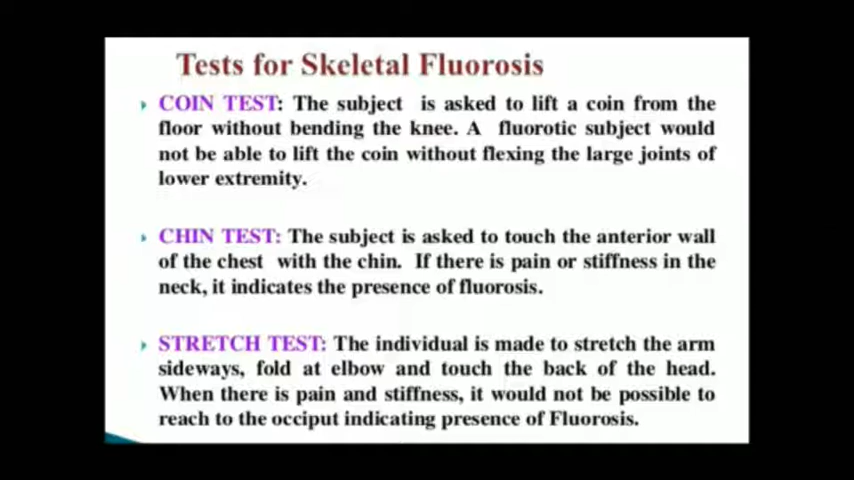 Tests for Skeletal Fluorosis
COIN TEST: The subject is asked to lift a coin from the
floor without bending the knee. A fluorotic subject would
not be able to lift the coin without flexing the large joints of
lower extremity.
CHIN TEST: The subject is asked to touch the anterior wall
of the chest with the chin. If there is pain or stiffness in the
neck, it indicates the presence of fluorosis.
STRETCH TEST: The individual is made to stretch the arm
sideways, fold at elbow and touch the back of the head.
When there is pain and stiffness, it would not be possible to
reach to the occiput indicating presence of Fluorosis.